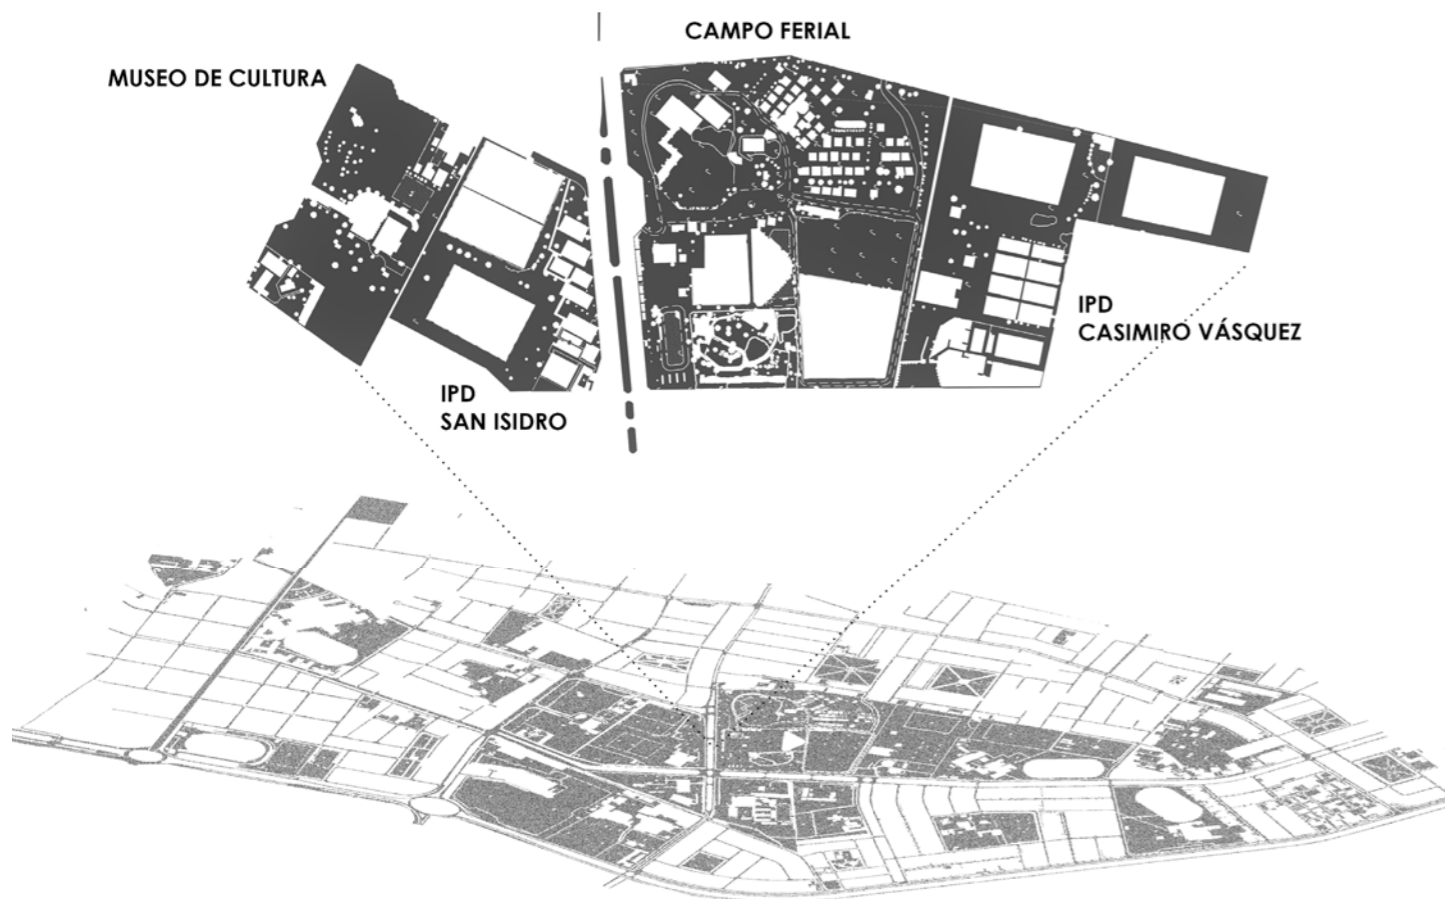 CAMPO FERIAL
MUSEO DE CULTURA
IPD
CASIMIRO VÁSQUEZ
IPD
SAN ISIDRO